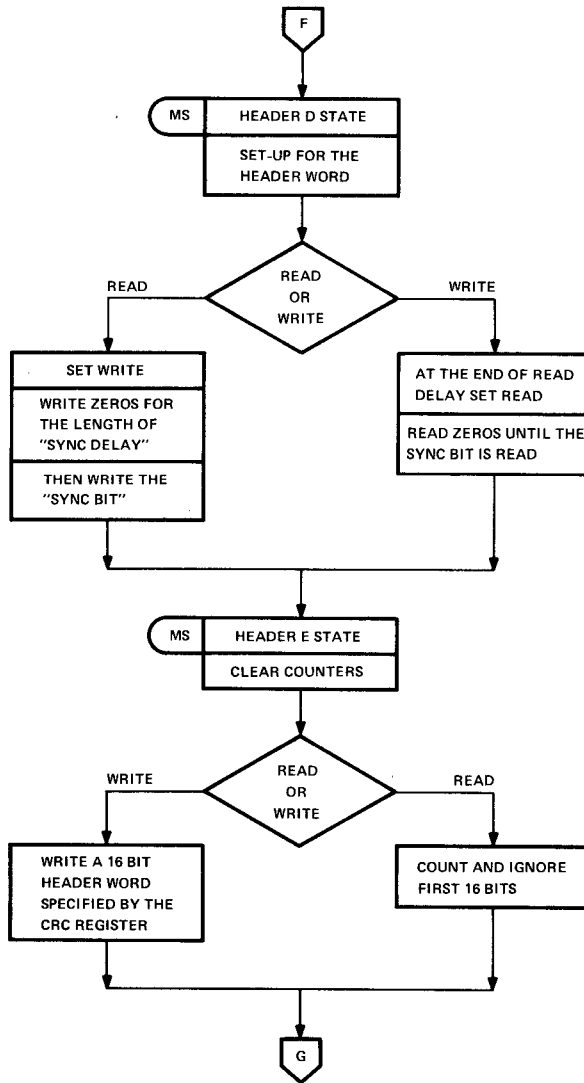 F
MS
HEADER D STATE
SET-UP FOR THE
HEADER WORD
READ
OR
WRITE
READ
WRITE
SET WRITE
WRITE ZEROS FOR
THE LENGTH OF
"SYNC DELAY"
THEN WRITE THE
"SYNC BIT"
AT THE END OF READ
DELAY SET READ
READ ZEROS UNTIL THE
SYNC BIT IS READ
MS
HEADER E STATE
CLEAR COUNTERS
READ
OR
WRITE
WRITE
READ
WRITE A 16 BIT
HEADER WORD
SPECIFIED BY THE
CRC REGISTER
COUNT AND IGNORE
FIRST 16 BITS
G